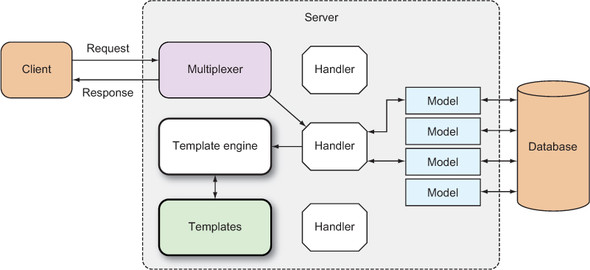 Server
Request
Client
Multiplexer
Handler
Response
Model
Model
Template engine
Handler
Database
Model
Model
Templates
Handler